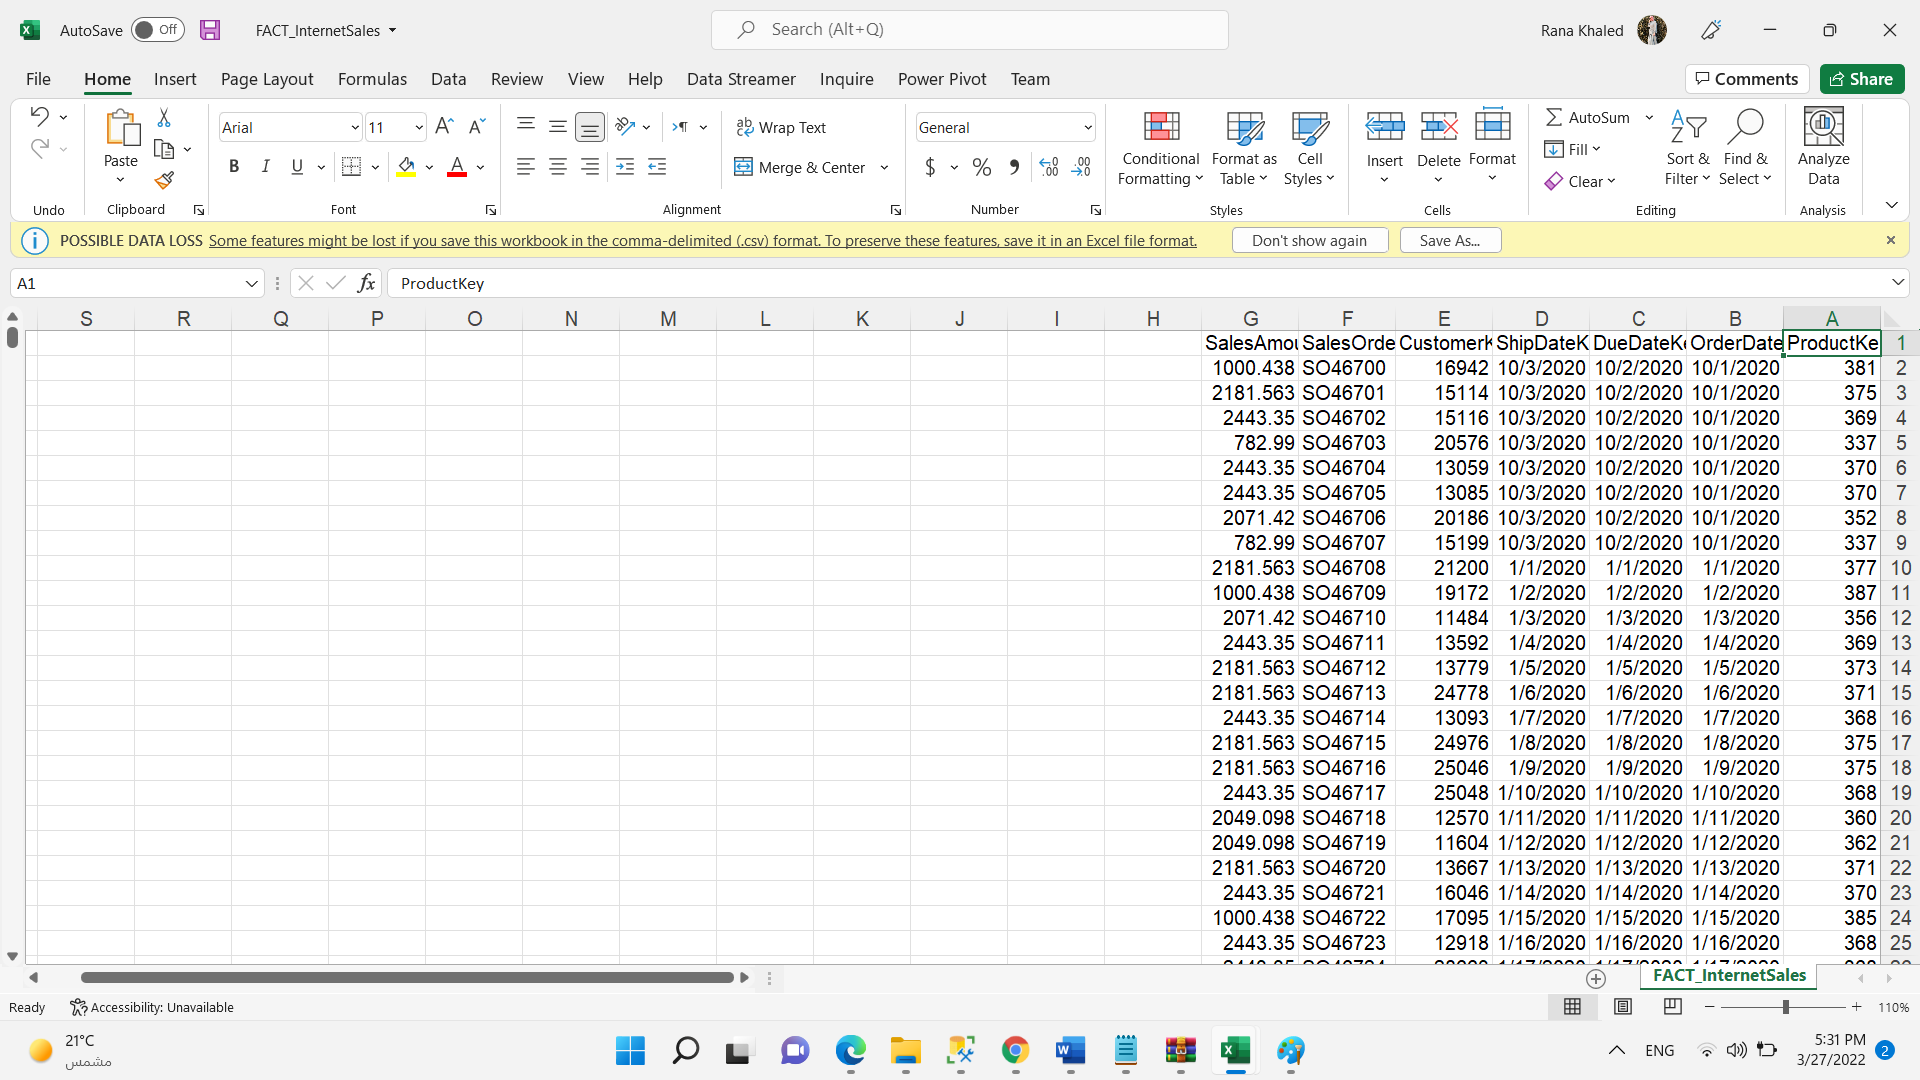 AutoSave Off FACT_InternetSales Search (Alt+Q) Rana Khaled
File Home Insert Page Layout Formulas Data Review View Help Data Streamer Inquire Power Pivot Team Comments Share
Arial 11 Wrap Text General AutoSum
Paste Conditional Formatting Format as Table Cell Styles Insert Delete Format Fill Sort & Filter Find & Select Analyze Data
B I U A Merge & Center $ % Clear
Undo Clipboard Font Alignment Number Styles Cells Editing Analysis
POSSIBLE DATA LOSS Some features might be lost if you save this workbook in the comma-delimited (.csv) format. To preserve these features, save it in an Excel file format. Don't show again Save As...
A1 fx ProductKey
S R Q P O N M L K J I H G F E D C B A
SalesAmou SalesOrde CustomerK ShipDateK DueDateKe OrderDate ProductKe 1
1000.438 SO46700 16942 10/3/2020 10/2/2020 10/1/2020 381 2
2181.563 SO46701 15114 10/3/2020 10/2/2020 10/1/2020 375 3
2443.35 SO46702 15116 10/3/2020 10/2/2020 10/1/2020 369 4
782.99 SO46703 20576 10/3/2020 10/2/2020 10/1/2020 337 5
2443.35 SO46704 13059 10/3/2020 10/2/2020 10/1/2020 370 6
2443.35 SO46705 13085 10/3/2020 10/2/2020 10/1/2020 370 7
2071.42 SO46706 20186 10/3/2020 10/2/2020 10/1/2020 352 8
782.99 SO46707 15199 10/3/2020 10/2/2020 10/1/2020 337 9
2181.563 SO46708 21200 1/1/2020 1/1/2020 1/1/2020 377 10
1000.438 SO46709 19172 1/2/2020 1/2/2020 1/2/2020 387 11
2071.42 SO46710 11484 1/3/2020 1/3/2020 1/3/2020 356 12
2443.35 SO46711 13592 1/4/2020 1/4/2020 1/4/2020 369 13
2181.563 SO46712 13779 1/5/2020 1/5/2020 1/5/2020 373 14
2181.563 SO46713 24778 1/6/2020 1/6/2020 1/6/2020 371 15
2443.35 SO46714 13093 1/7/2020 1/7/2020 1/7/2020 368 16
2181.563 SO46715 24976 1/8/2020 1/8/2020 1/8/2020 375 17
2181.563 SO46716 25046 1/9/2020 1/9/2020 1/9/2020 375 18
2443.35 SO46717 25048 1/10/2020 1/10/2020 1/10/2020 368 19
2049.098 SO46718 12570 1/11/2020 1/11/2020 1/11/2020 360 20
2049.098 SO46719 11604 1/12/2020 1/12/2020 1/12/2020 362 21
2181.563 SO46720 13667 1/13/2020 1/13/2020 1/13/2020 371 22
2443.35 SO46721 16046 1/14/2020 1/14/2020 1/14/2020 370 23
1000.438 SO46722 17095 1/15/2020 1/15/2020 1/15/2020 385 24
2443.35 SO46723 12918 1/16/2020 1/16/2020 1/16/2020 368 25
FACT_InternetSales
Ready Accessibility: Unavailable 110%
21°C 5:31 PM
مشمس ENG 3/27/2022 2